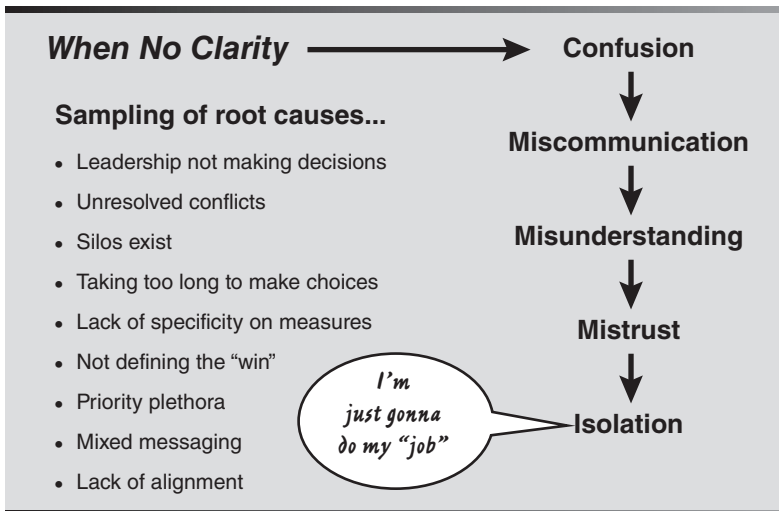 When No Clarity
Sampling of root causes...
• Leadership not making decisions
• Unresolved conflicts
• Silos exist
• Taking too long to make choices
• Lack of specificity on measures
• Not defining the “win”
• Priority plethora
• Mixed messaging
• Lack of alignment
Confusion
Miscommunication
Misunderstanding
Mistrust
Isolation
I’m
just gonna
do my “job”